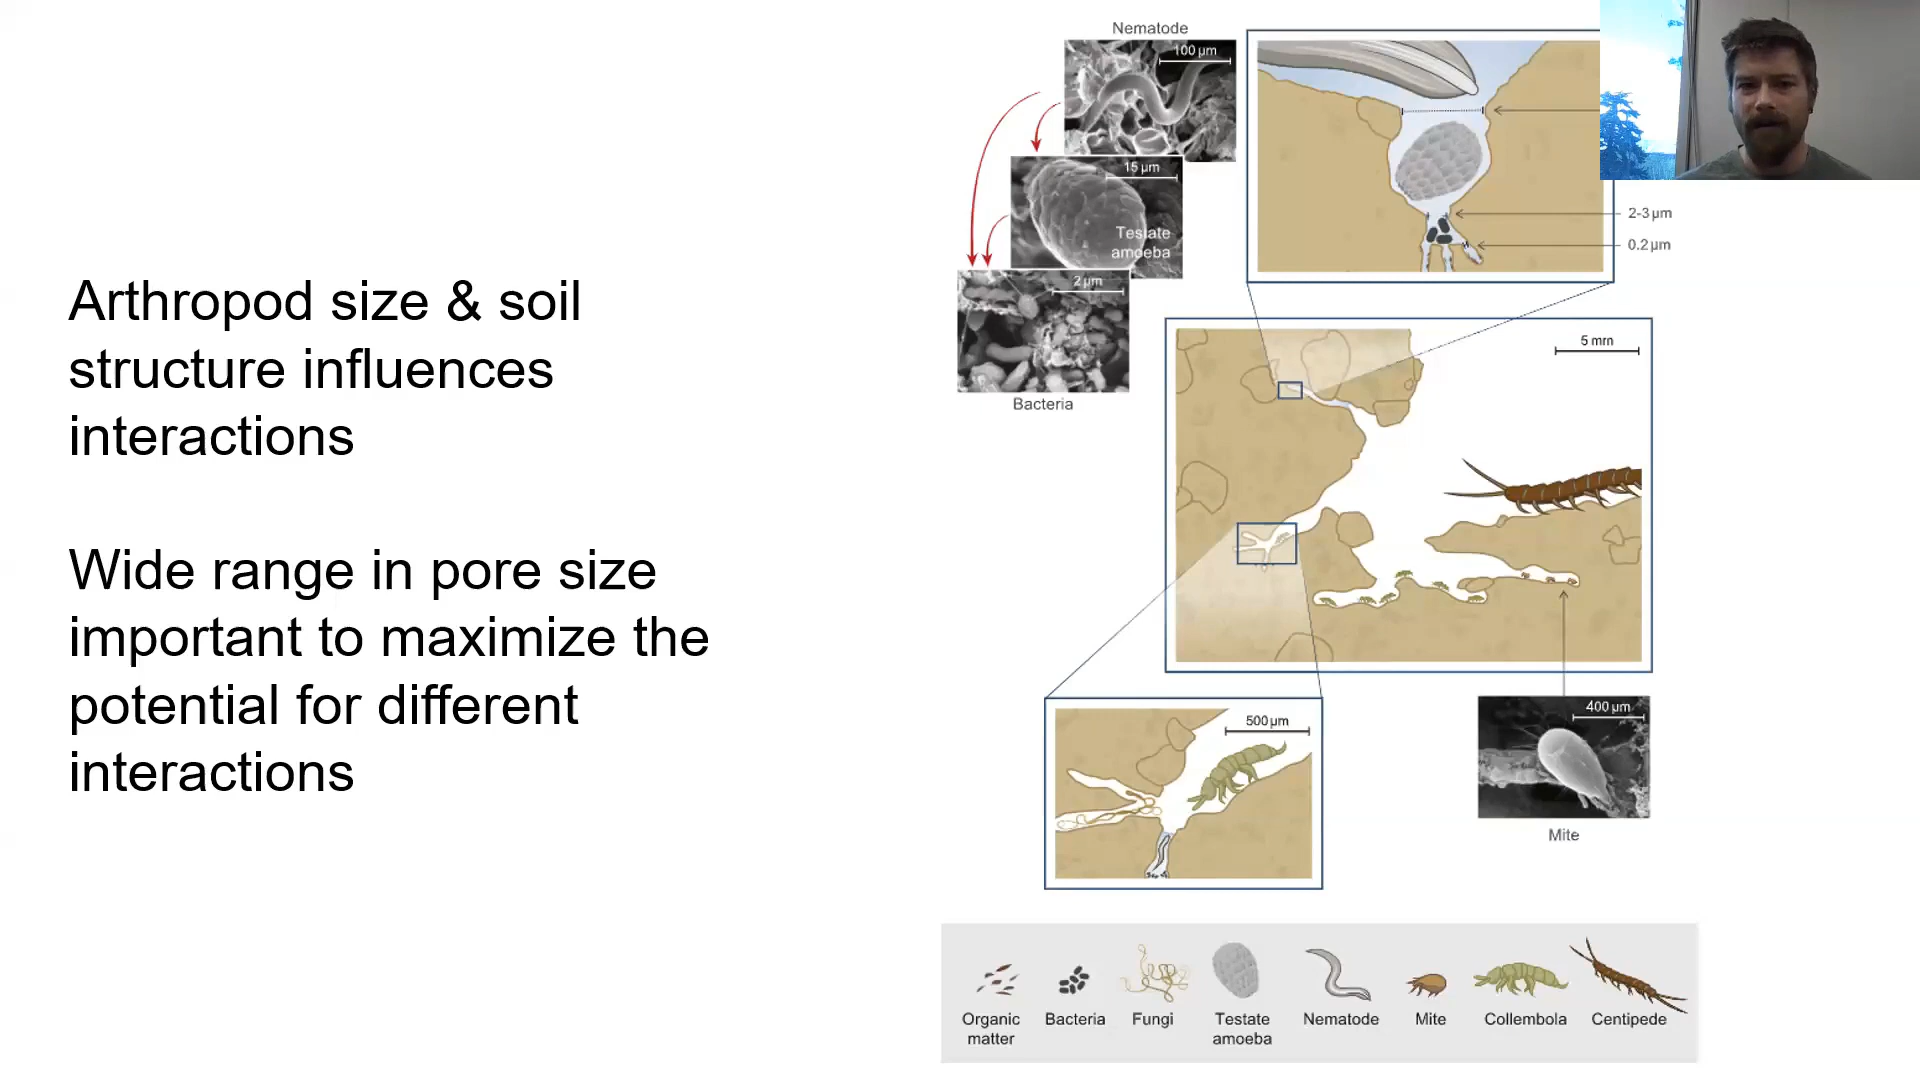 Arthropod size & soil
structure influences
interactions
Wide range in pore size
important to maximize the
potential for different
interactions
Nematode
100 µm
15 µm
Testate
amoeba
2 µm
Bacteria
2-3 µm
0.2 µm
5 mm
500 µm
400 µm
Mite
Organic
matter
Bacteria
Fungi
Testate
amoeba
Nematode
Mite
Collembola
Centipede